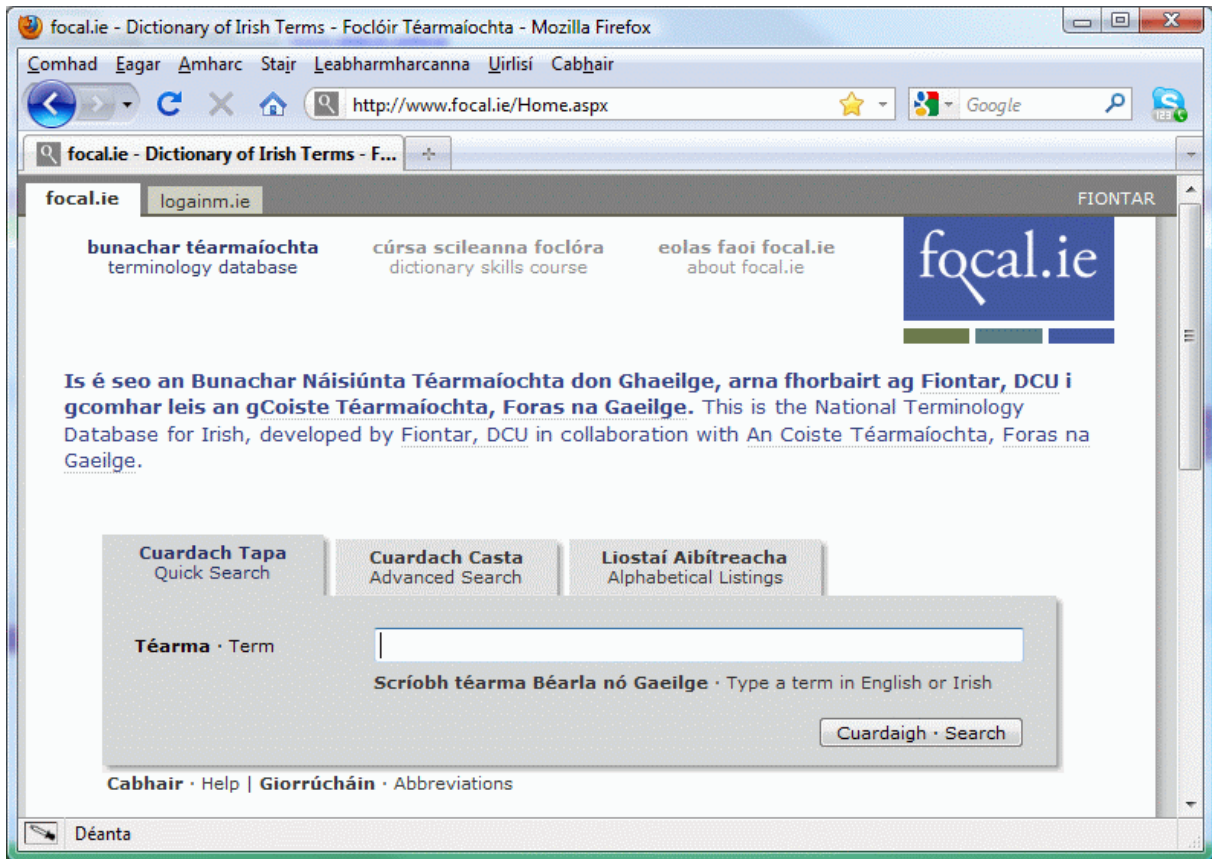 focal.ie - Dictionary of Irish Terms - Foclóir Téarmaíochta - Mozilla Firefox
Comhad Eagar Amharc Stair Leabharmharcanna Uirlisí Cabhair
http://www.focal.ie/Home.aspx Google 123
focal.ie - Dictionary of Irish Terms - F...
focal.ie logainm.ie FIONTAR
bunachar téarmaíochta cúrsa scileanna foclóra eolas faoi focal.ie
terminology database dictionary skills course about focal.ie
focal.ie
Is é seo an Bunachar Náisiúnta Téarmaíochta don Ghaeilge, arna fhorbairt ag Fiontar, DCU i
gcomhar leis an gCoiste Téarmaíochta, Foras na Gaeilge. This is the National Terminology
Database for Irish, developed by Fiontar, DCU in collaboration with An Coiste Téarmaíochta, Foras na
Gaeilge.
Cuardach Tapa Cuardach Casta Liostaí Aibítreacha
Quick Search Advanced Search Alphabetical Listings
Téarma · Term
Scríobh téarma Béarla nó Gaeilge · Type a term in English or Irish
Cuardaigh · Search
Cabhair · Help | Giorrúcháin · Abbreviations
Déanta